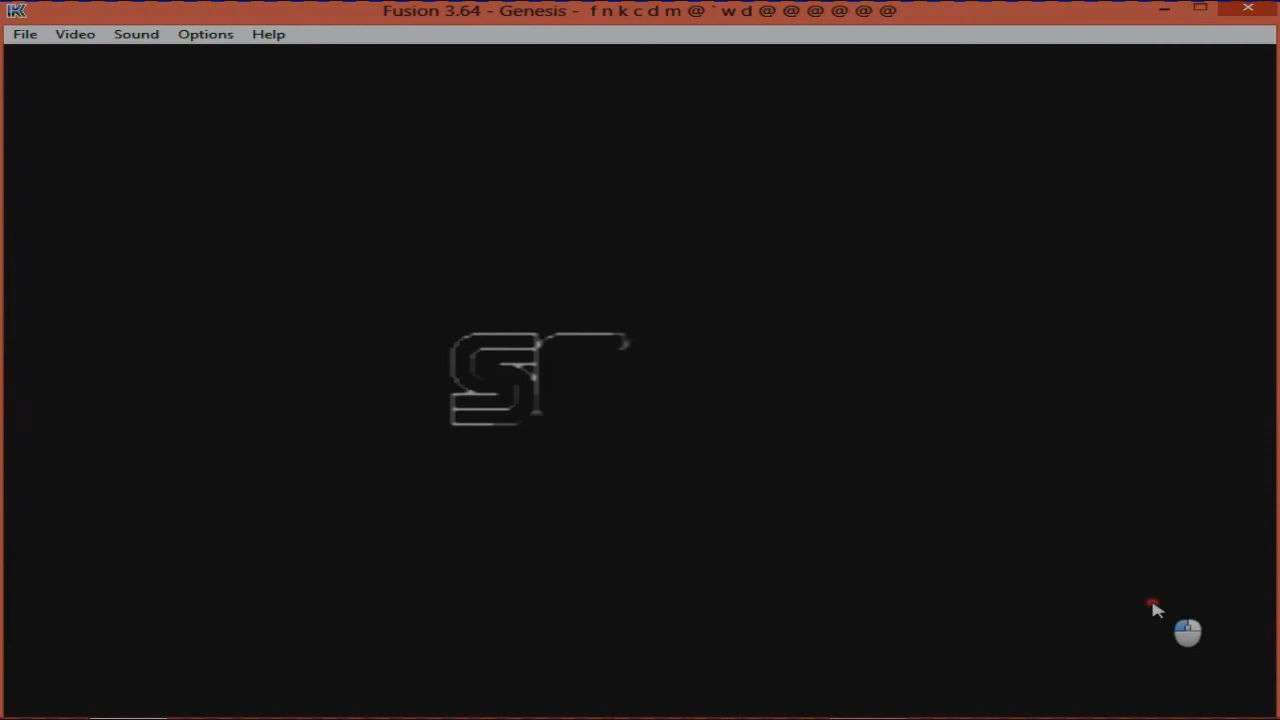 Fusion 3.64 - Genesis - f n k c d m @ ` w d @ @ @ @ @ @
File Video Sound Options Help
S